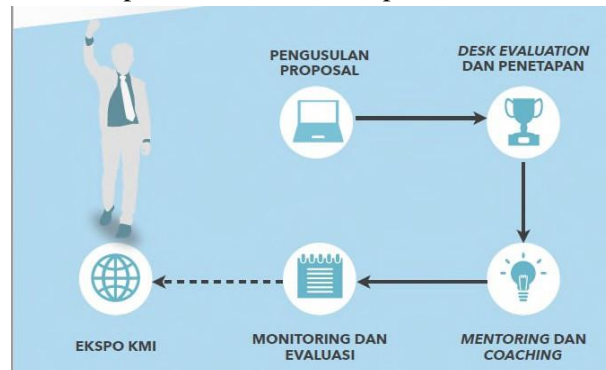 PENGUSULAN
PROPOSAL
DESK EVALUATION
DAN PENETAPAN
MENTORING DAN
COACHING
MONITORING DAN
EVALUASI
EKSPO KMI